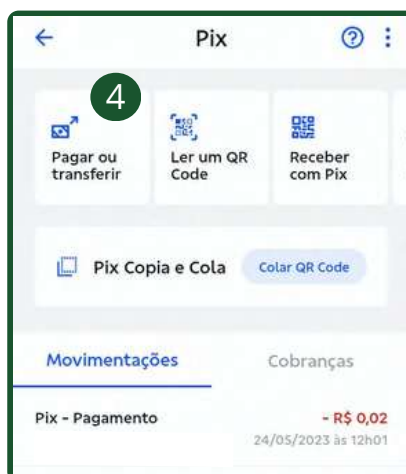 Pix
4
Pagar ou
transferir
Ler um QR
Code
Receber
com Pix
Pix Copia e Cola
Colar QR Code
Movimentações
Cobranças
Pix - Pagamento
- R$ 0,02
24/05/2023 às 12h01